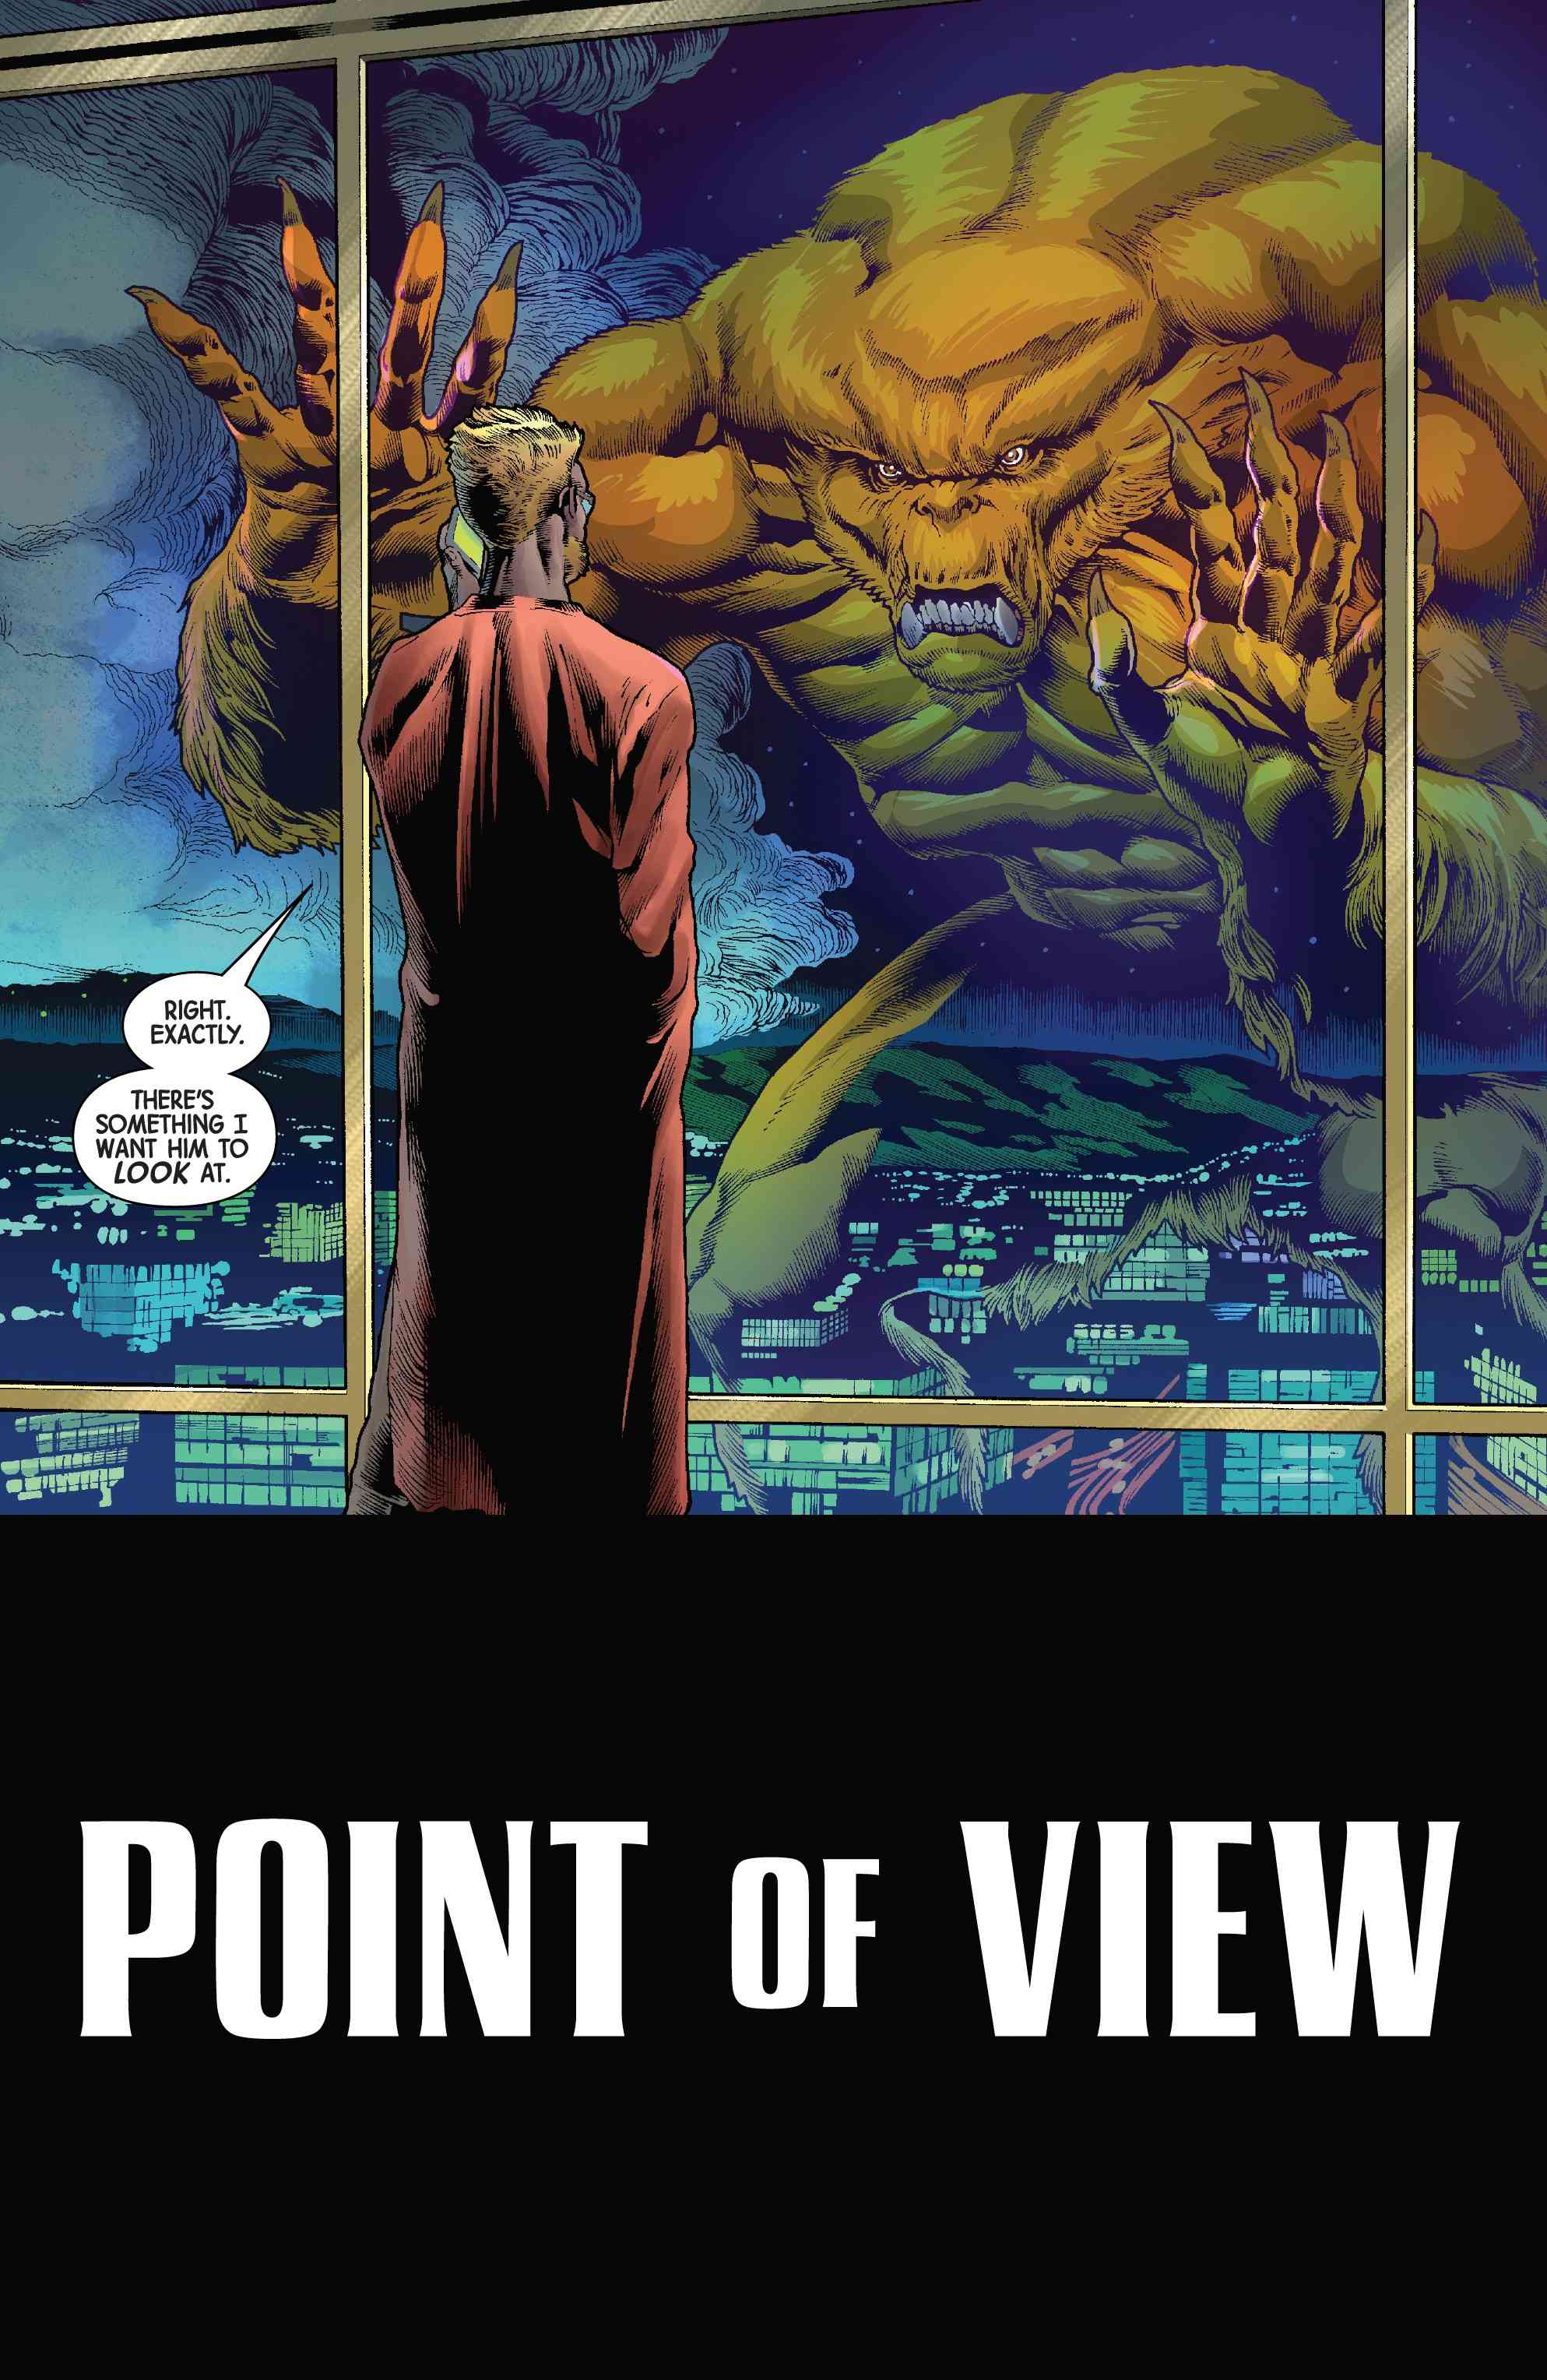 RIGHT.
EXACTLY.
THERE'S
SOMETHING I
WANT HIM TO
LOOK AT.
POINT OF VIEW